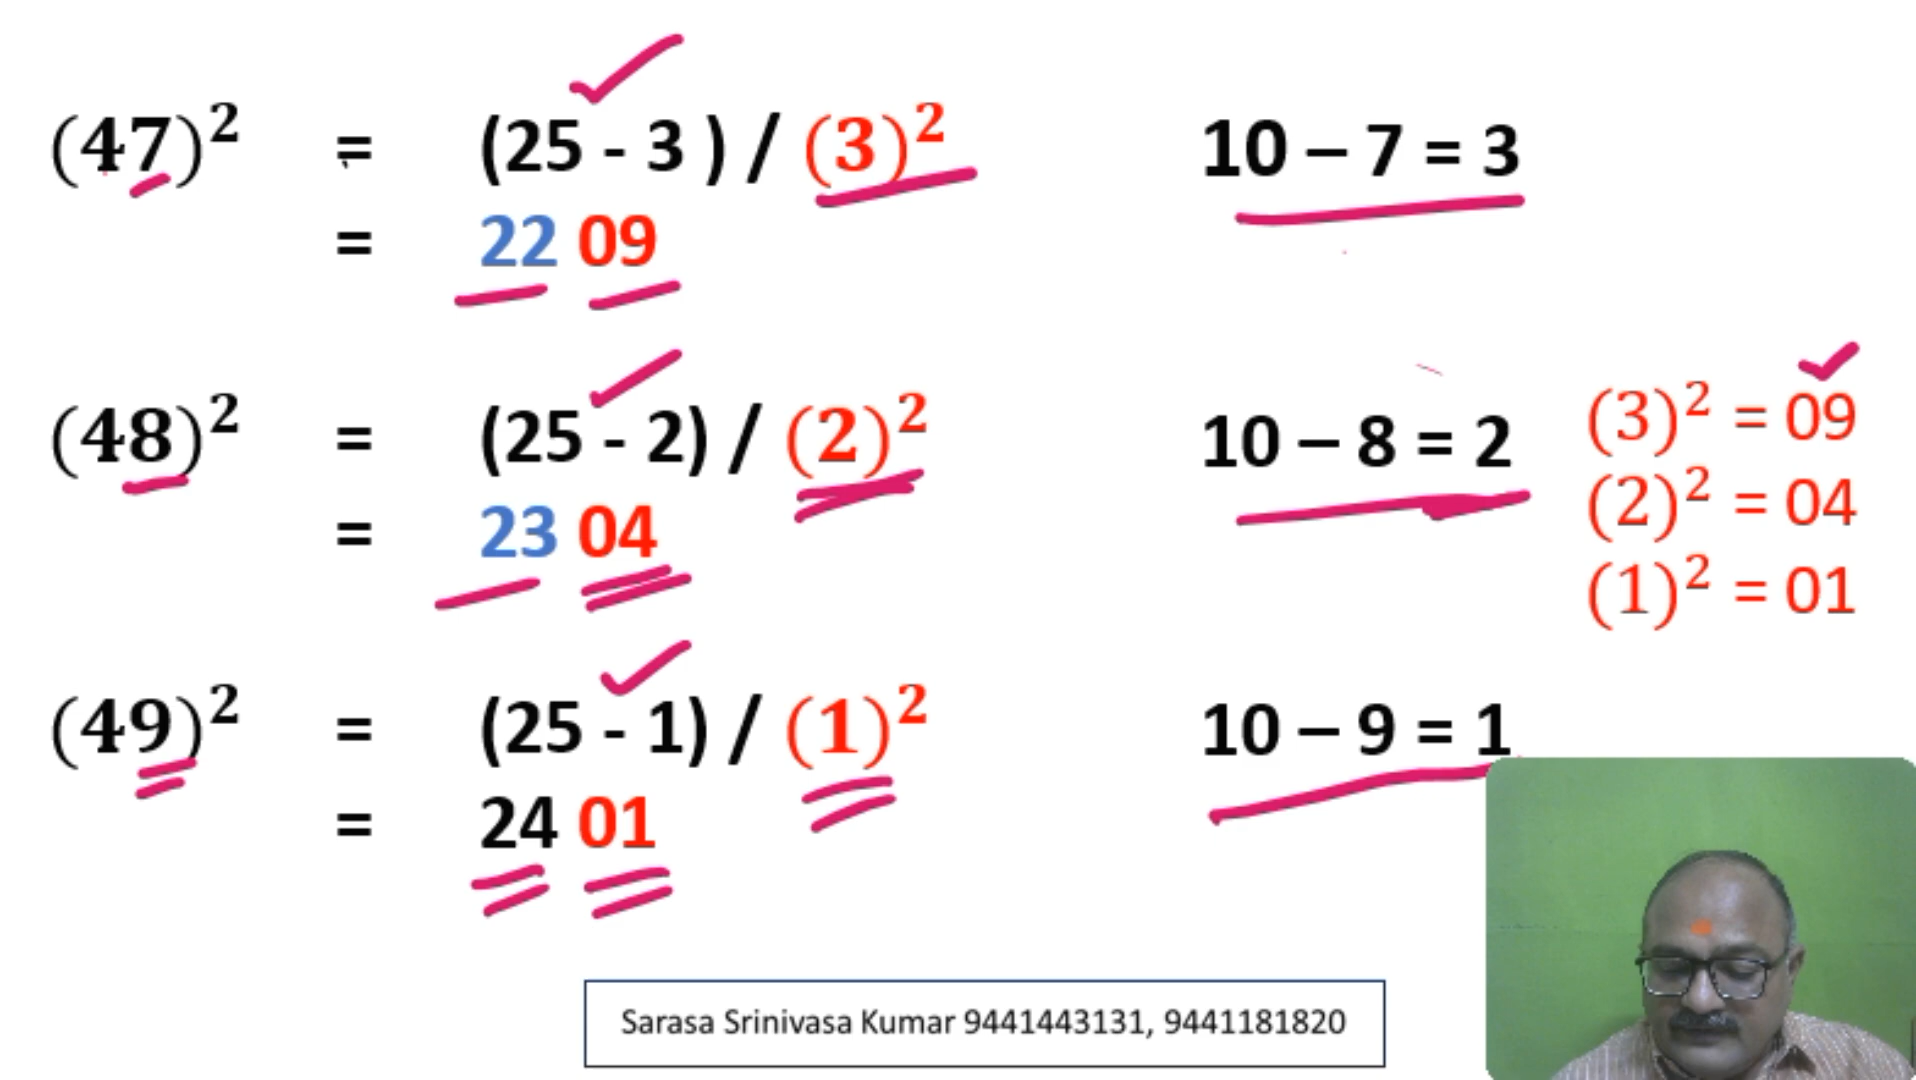 (47)² = (25 - 3 ) / (3)² 10 – 7 = 3
= 22 09
(48)² = (25 - 2) / (2)² 10 – 8 = 2
= 23 04
(3)² = 09
(2)² = 04
(1)² = 01
(49)² = (25 - 1) / (1)² 10 – 9 = 1
= 24 01
Sarasa Srinivasa Kumar 9441443131, 9441181820